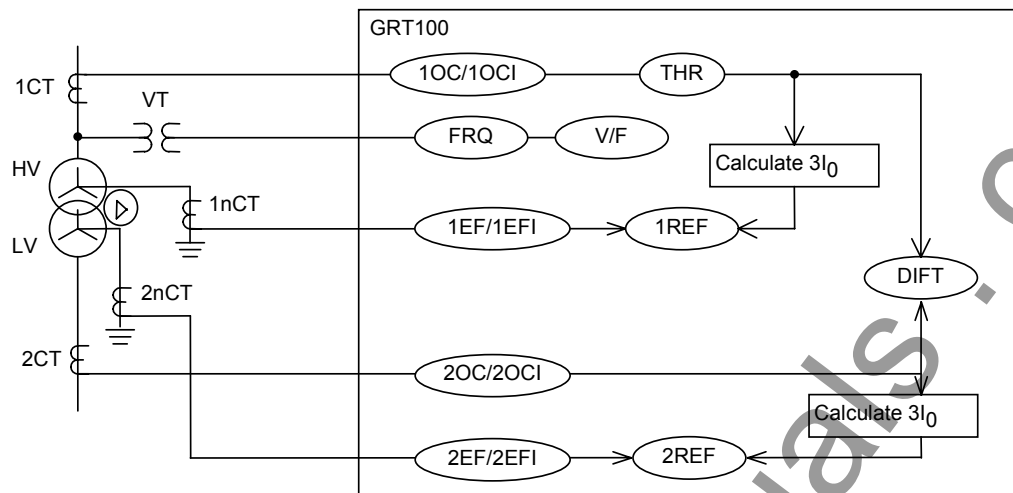 GRT100
1CT
1OC/1OCI
THR
VT
FRQ
V/F
HV
Calculate 3I0
1nCT
LV
1EF/1EFI
1REF
DIFT
2nCT
2CT
2OC/2OCI
Calculate 3I0
2EF/2EFI
2REF